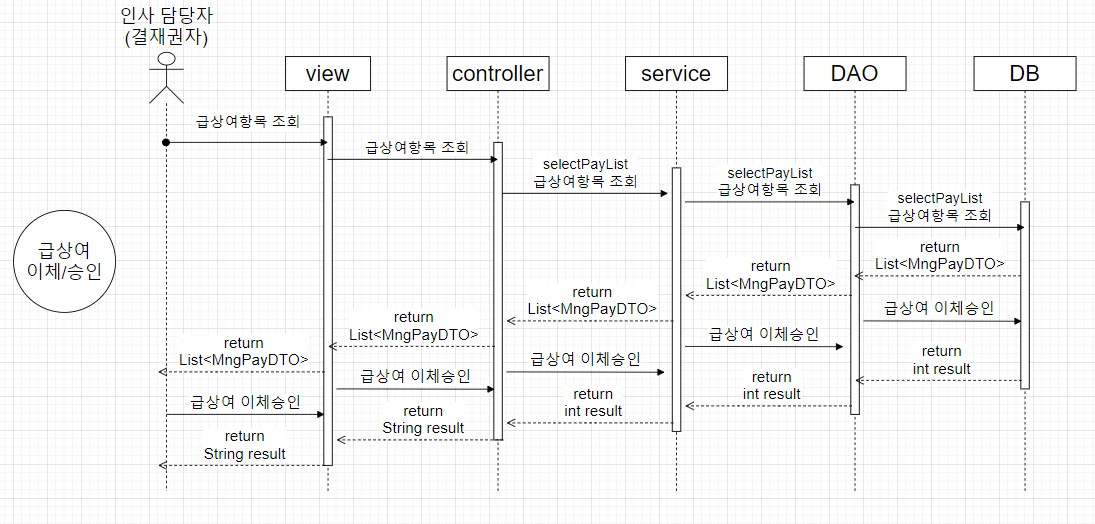 인사 담당자
(결재권자)
view
controller
service
DAO
DB
급상여항목 조회
급상여항목 조회
selectPayList
급상여항목 조회
selectPayList
급상여항목 조회
selectPayList
급상여항목 조회
급상여
이체/승인
return
List<MngPayDTO>
return
List<MngPayDTO>
return
List<MngPayDTO>
return
List<MngPayDTO>
return
List<MngPayDTO>
급상여 이체승인
급상여 이체승인
급상여 이체승인
급상여 이체승인
급상여 이체승인
return
int result
return
int result
return
int result
return
String result
return
String result